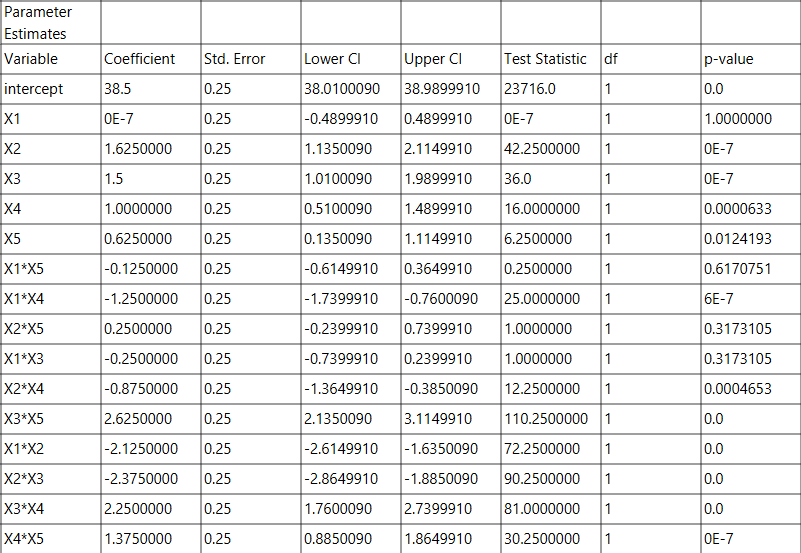 Parameter
Estimates
Variable Coefficient Std. Error Lower CI Upper CI Test Statistic df p-value
intercept 38.5 0.25 38.0100090 38.9899910 23716.0 1 0.0
X1 0E-7 0.25 -0.4899910 0.4899910 0E-7 1 1.0000000
X2 1.6250000 0.25 1.1350090 2.1149910 42.2500000 1 0E-7
X3 1.5 0.25 1.0100090 1.9899910 36.0 1 0E-7
X4 1.0000000 0.25 0.5100090 1.4899910 16.0000000 1 0.0000633
X5 0.6250000 0.25 0.1350090 1.1149910 6.2500000 1 0.0124193
X1*X5 -0.1250000 0.25 -0.6149910 0.3649910 0.2500000 1 0.6170751
X1*X4 -1.2500000 0.25 -1.7399910 -0.7600090 25.0000000 1 6E-7
X2*X5 0.2500000 0.25 -0.2399910 0.7399910 1.0000000 1 0.3173105
X1*X3 -0.2500000 0.25 -0.7399910 0.2399910 1.0000000 1 0.3173105
X2*X4 -0.8750000 0.25 -1.3649910 -0.3850090 12.2500000 1 0.0004653
X3*X5 2.6250000 0.25 2.1350090 3.1149910 110.2500000 1 0.0
X1*X2 -2.1250000 0.25 -2.6149910 -1.6350090 72.2500000 1 0.0
X2*X3 -2.3750000 0.25 -2.8649910 -1.8850090 90.2500000 1 0.0
X3*X4 2.2500000 0.25 1.7600090 2.7399910 81.0000000 1 0.0
X4*X5 1.3750000 0.25 0.8850090 1.8649910 30.2500000 1 0E-7